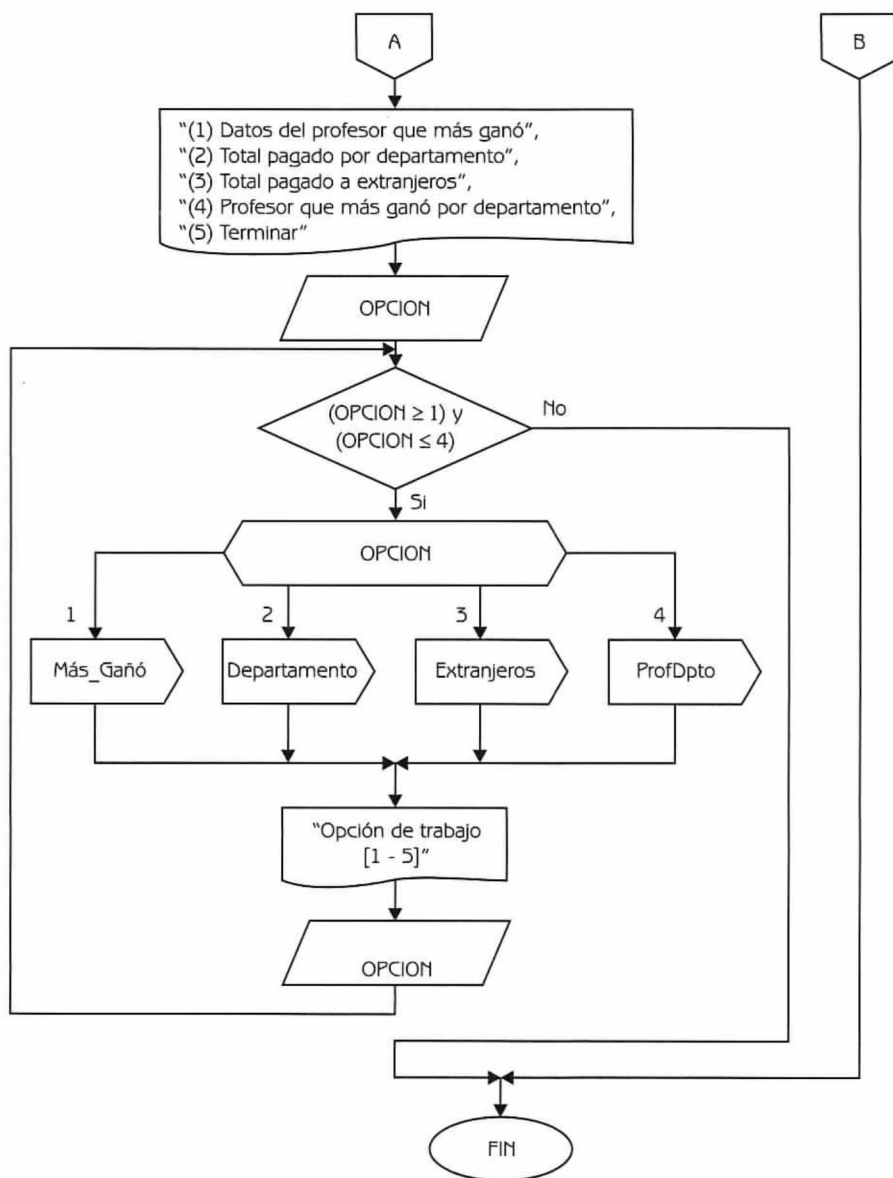 A
B
“(1) Datos del profesor que más ganó”,
“(2) Total pagado por departamento”,
“(3) Total pagado a extranjeros”,
“(4) Profesor que más ganó por departamento”,
“(5) Terminar”
OPCION
(OPCION ≥ 1) y
(OPCION ≤ 4)
No
Si
OPCION
1
2
3
4
Más_Gañó
Departamento
Extranjeros
ProfDpto
“Opción de trabajo
[1 - 5]”
OPCION
FIN